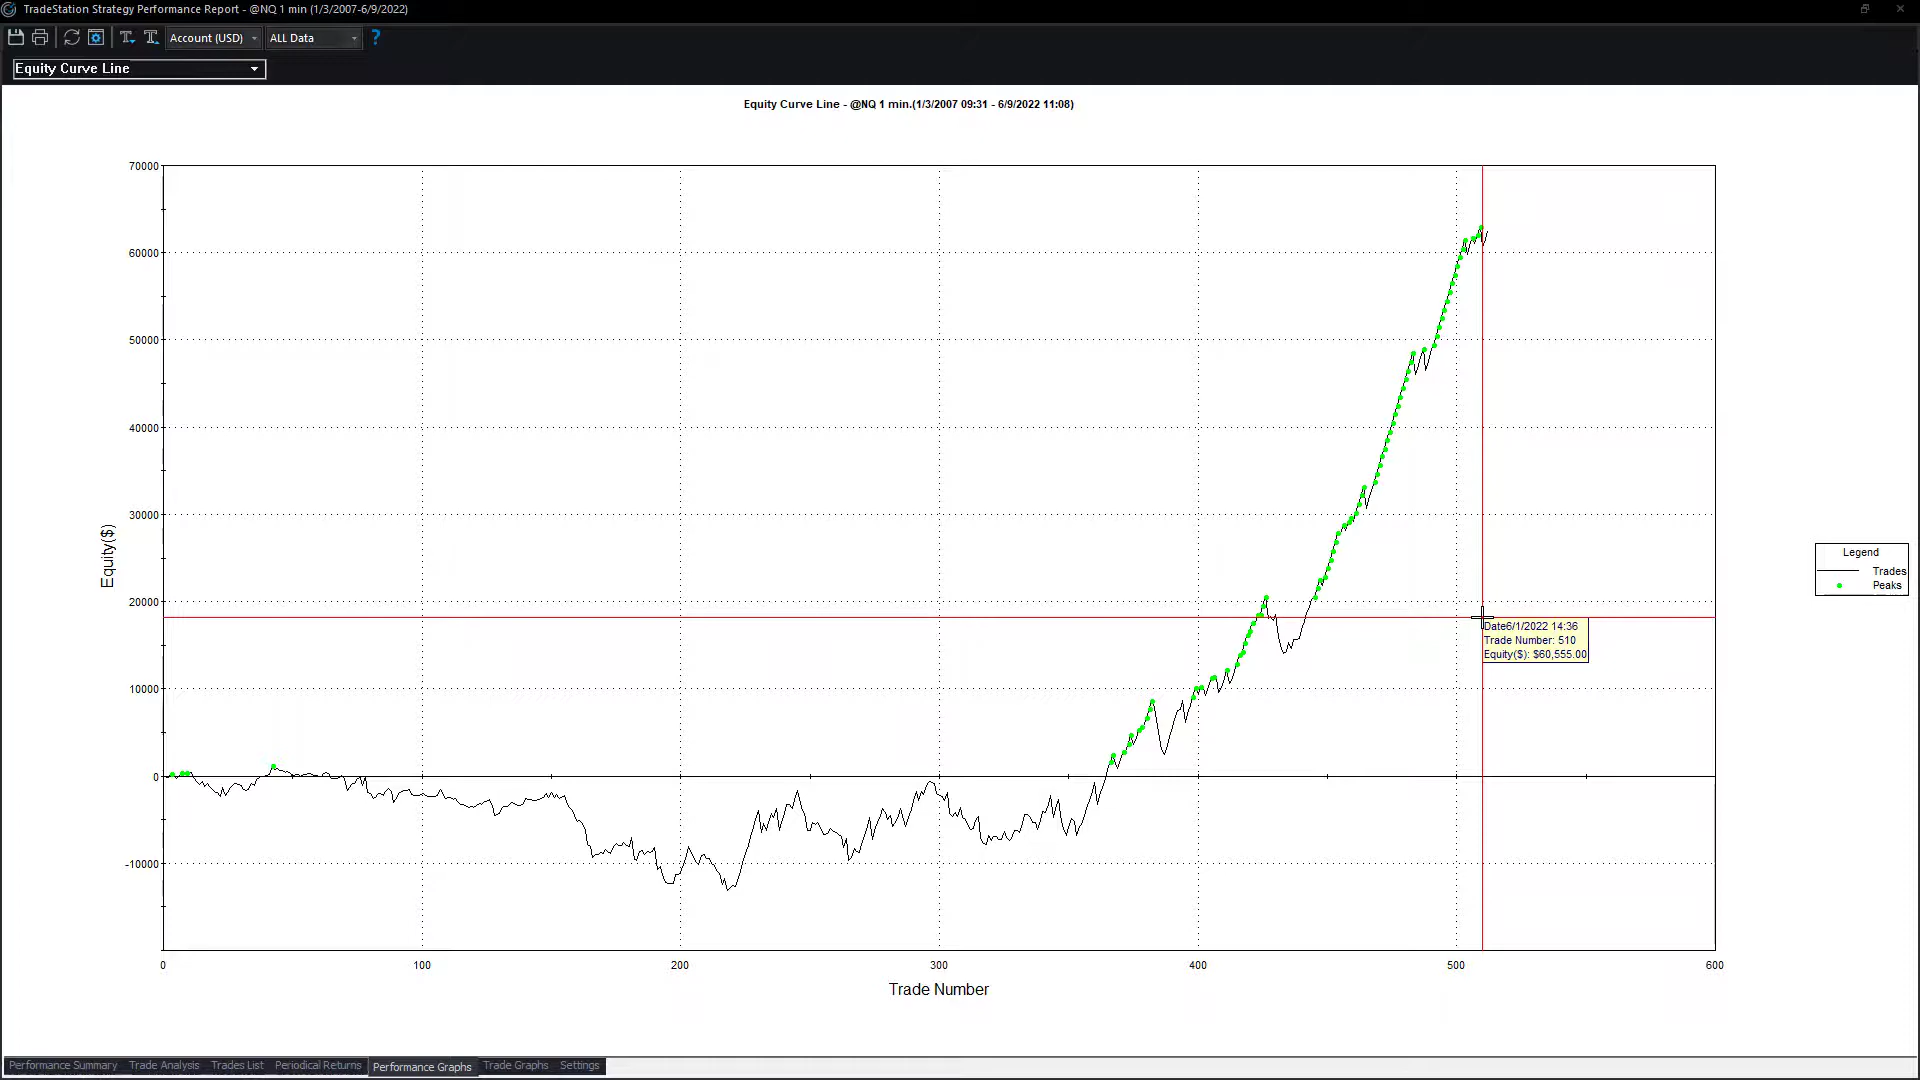 TradeStation Strategy Performance Report - @NQ 1 min (1/3/2007-6/9/2022)
Account (USD)
ALL Data
?
Equity Curve Line
Equity Curve Line - @NQ 1 min.(1/3/2007 09:31 - 6/9/2022 11:08)
70000
60000
50000
40000
30000
20000
10000
0
-10000
Equity($)
Legend
Trades
Peaks
Date6/1/2022 14:36
Trade Number: 510
Equity($): $60,555.00
0 100 200 300 400 500 600
Trade Number
Performance Summary Trade Analysis Trades List Periodical Returns Performance Graphs Trade Graphs Settings